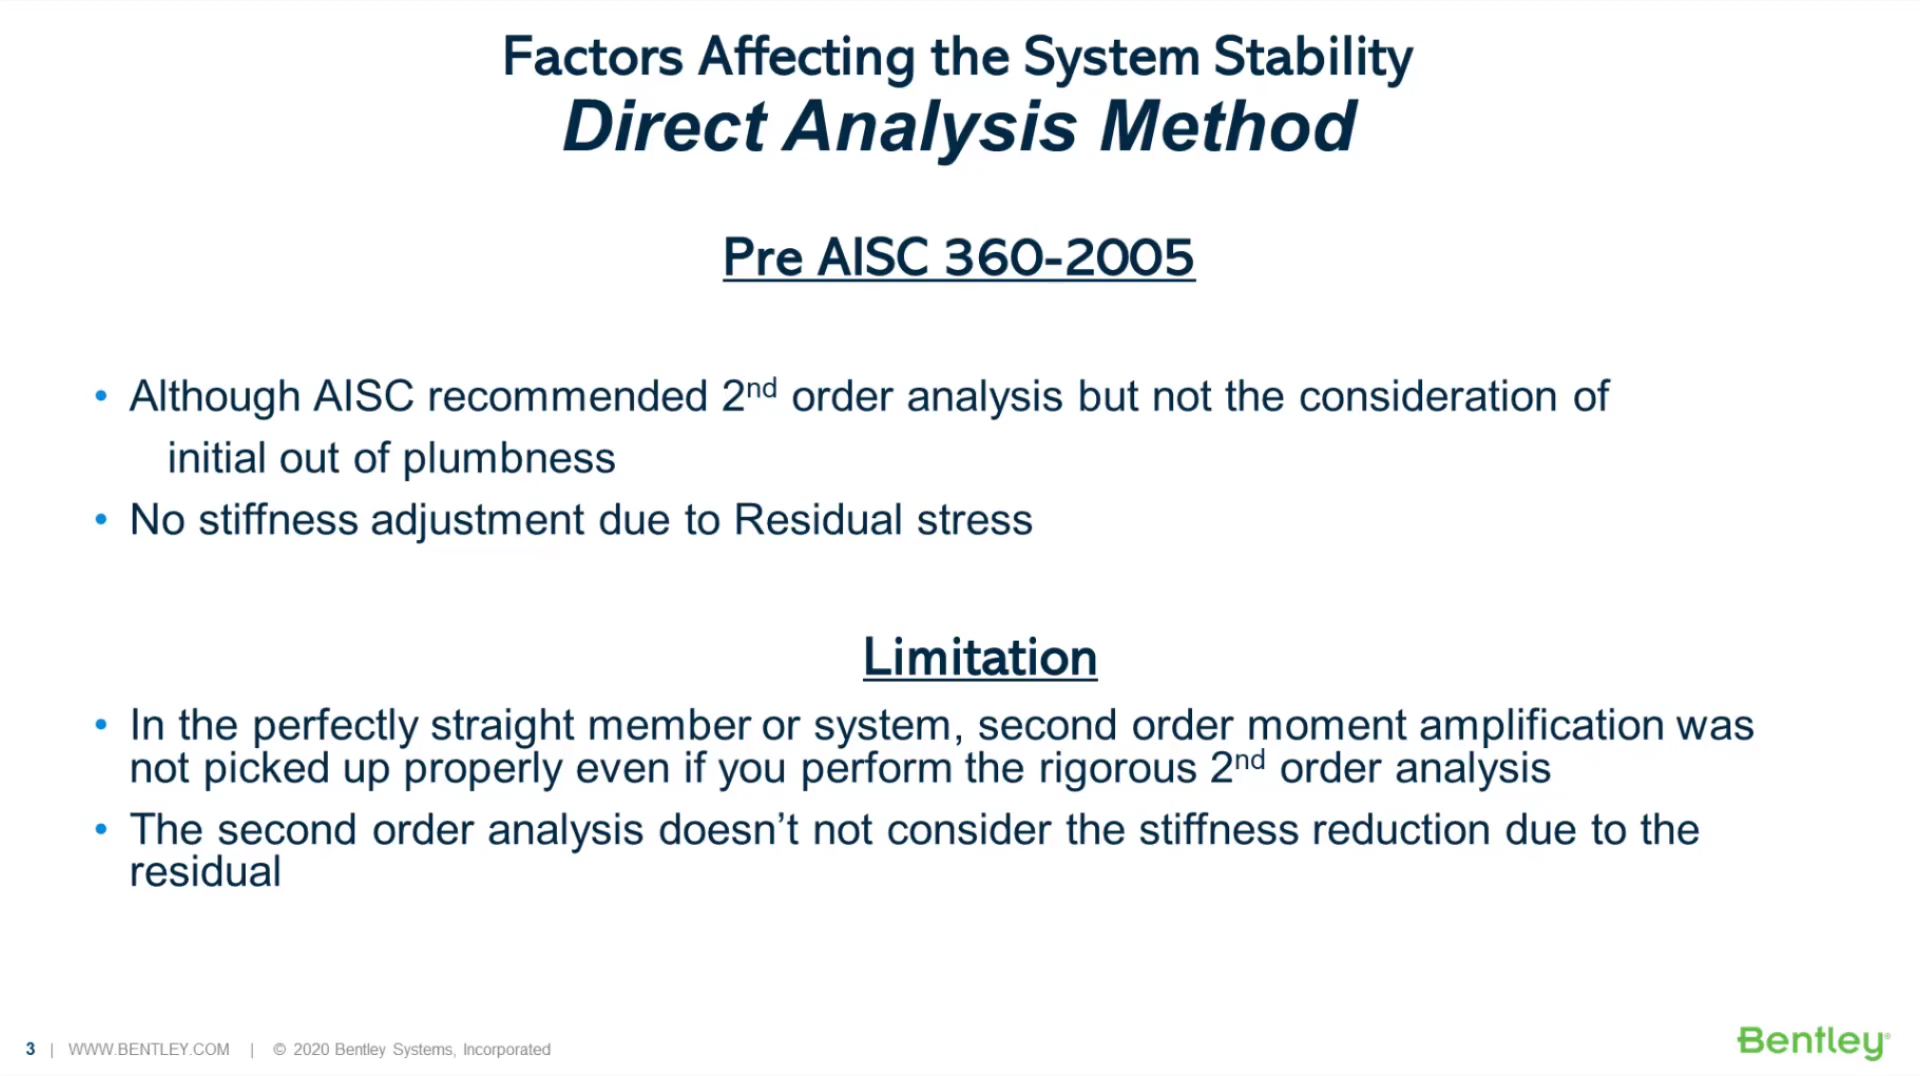 Factors Affecting the System Stability
Direct Analysis Method
Pre AISC 360-2005
• Although AISC recommended 2nd order analysis but not the consideration of
initial out of plumbness
• No stiffness adjustment due to Residual stress
Limitation
• In the perfectly straight member or system, second order moment amplification was
not picked up properly even if you perform the rigorous 2nd order analysis
• The second order analysis doesn’t not consider the stiffness reduction due to the
residual
3 | WWW.BENTLEY.COM | © 2020 Bentley Systems, Incorporated
Bentley®